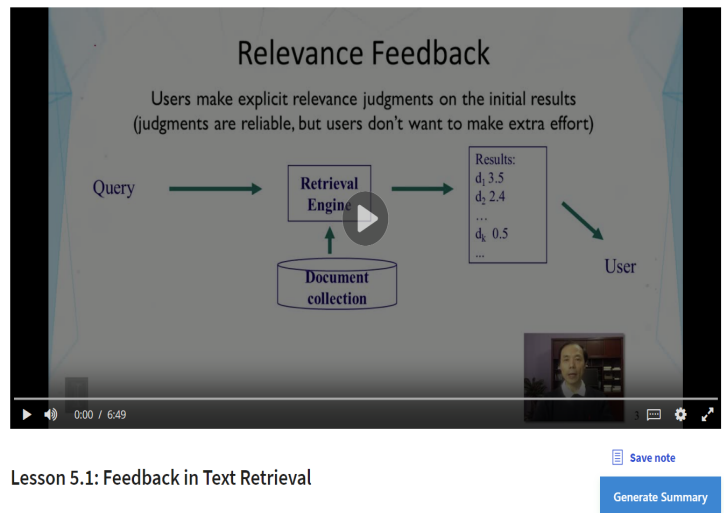 Relevance Feedback
Users make explicit relevance judgments on the initial results
(judgments are reliable, but users don't want to make extra effort)
Query
Retrieval
Engine
Document
collection
Results:
d1 3.5
d2 2.4
...
dk 0.5
...
User
3
0:00 / 6:49
Save note
Lesson 5.1: Feedback in Text Retrieval
Generate Summary